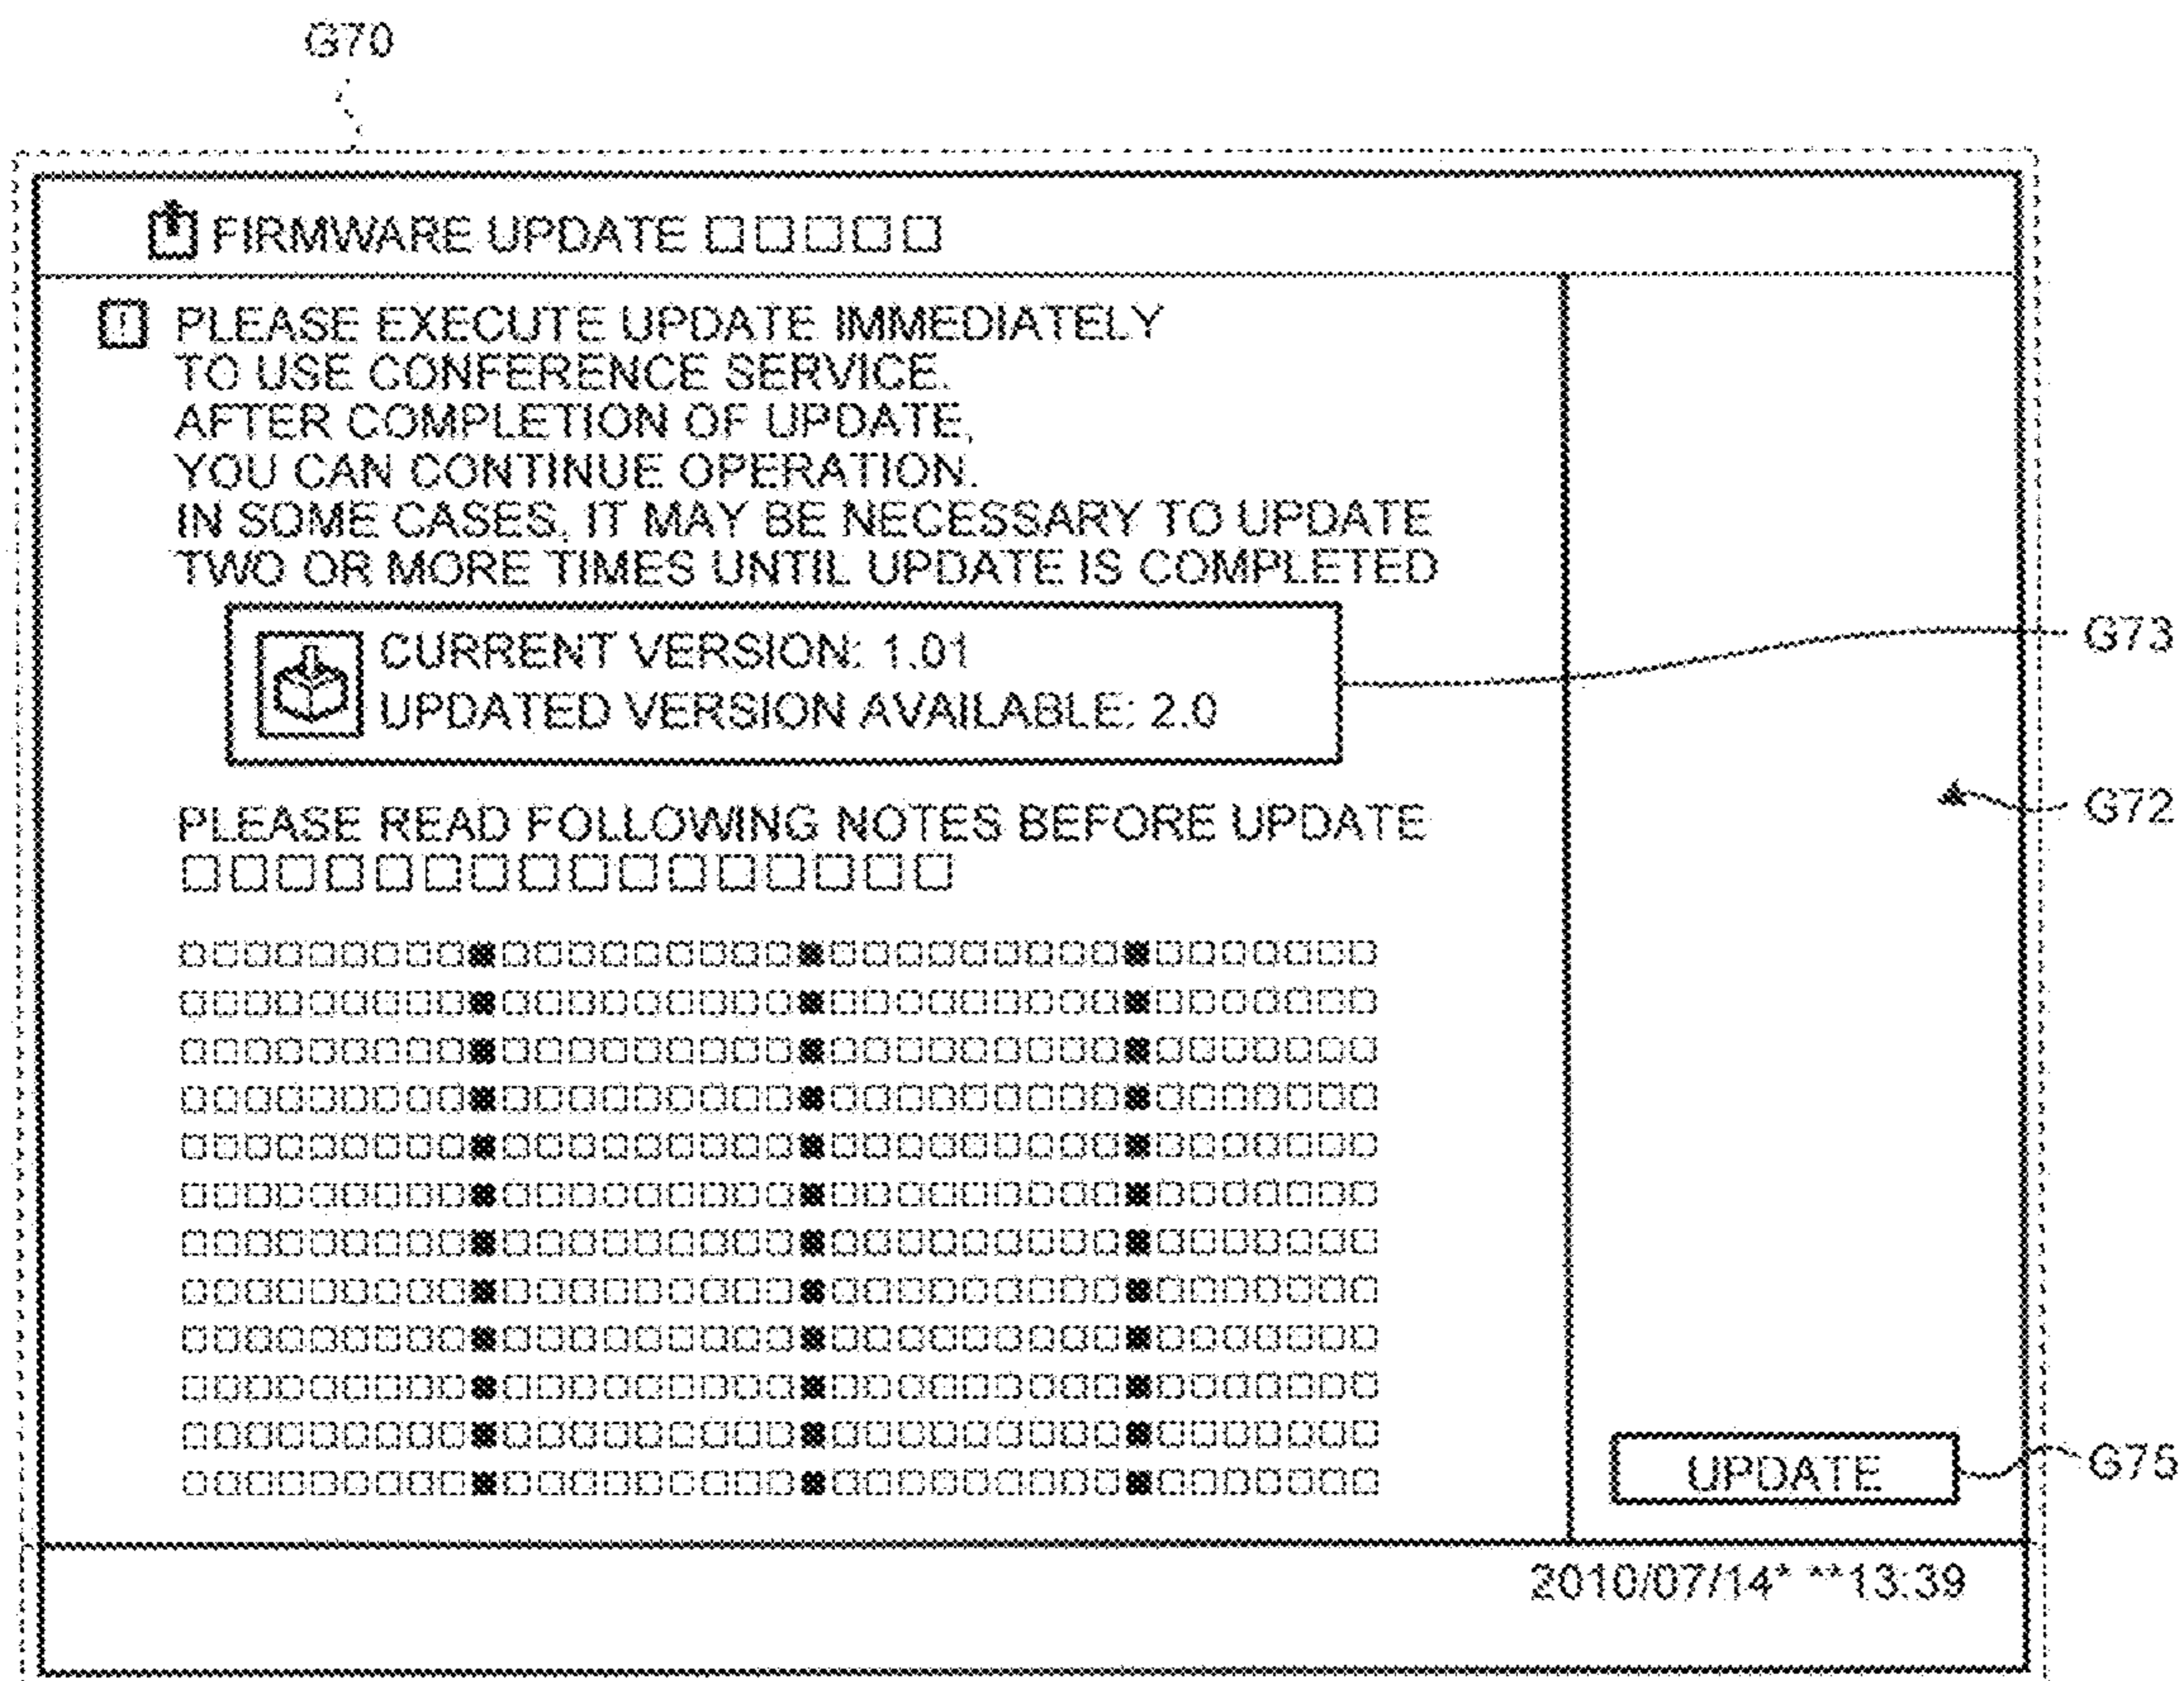 G70
FIRMWARE UPDATE □□□□□
! PLEASE EXECUTE UPDATE IMMEDIATELY
TO USE CONFERENCE SERVICE.
AFTER COMPLETION OF UPDATE,
YOU CAN CONTINUE OPERATION.
IN SOME CASES, IT MAY BE NECESSARY TO UPDATE
TWO OR MORE TIMES UNTIL UPDATE IS COMPLETED
CURRENT VERSION: 1.01
UPDATED VERSION AVAILABLE: 2.0
G73
G72
PLEASE READ FOLLOWING NOTES BEFORE UPDATE
□□□□□□□□□□□□□□□□
□□□□□□□□□■□□□□□□□□□■□□□□□□□□□■□□□□□□□
□□□□□□□□□■□□□□□□□□□■□□□□□□□□□■□□□□□□□
□□□□□□□□□■□□□□□□□□□■□□□□□□□□□■□□□□□□□
□□□□□□□□□■□□□□□□□□□■□□□□□□□□□■□□□□□□□
□□□□□□□□□■□□□□□□□□□■□□□□□□□□□■□□□□□□□
□□□□□□□□□■□□□□□□□□□■□□□□□□□□□■□□□□□□□
□□□□□□□□□■□□□□□□□□□■□□□□□□□□□■□□□□□□□
□□□□□□□□□■□□□□□□□□□■□□□□□□□□□■□□□□□□□
□□□□□□□□□■□□□□□□□□□■□□□□□□□□□■□□□□□□□
□□□□□□□□□■□□□□□□□□□■□□□□□□□□□■□□□□□□□
□□□□□□□□□■□□□□□□□□□■□□□□□□□□□■□□□□□□□
□□□□□□□□□■□□□□□□□□□■□□□□□□□□□■□□□□□□□
UPDATE
G75
2010/07/14* **13:39